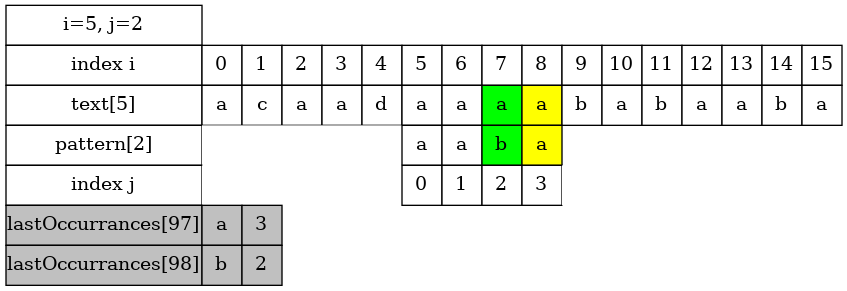 i=5, j=2
index i 0 1 2 3 4 5 6 7 8 9 10 11 12 13 14 15
text[5] a c a a d a a a a b a b a a b a
pattern[2] a a b a
index j 0 1 2 3
lastOccurrances[97] a 3
lastOccurrances[98] b 2